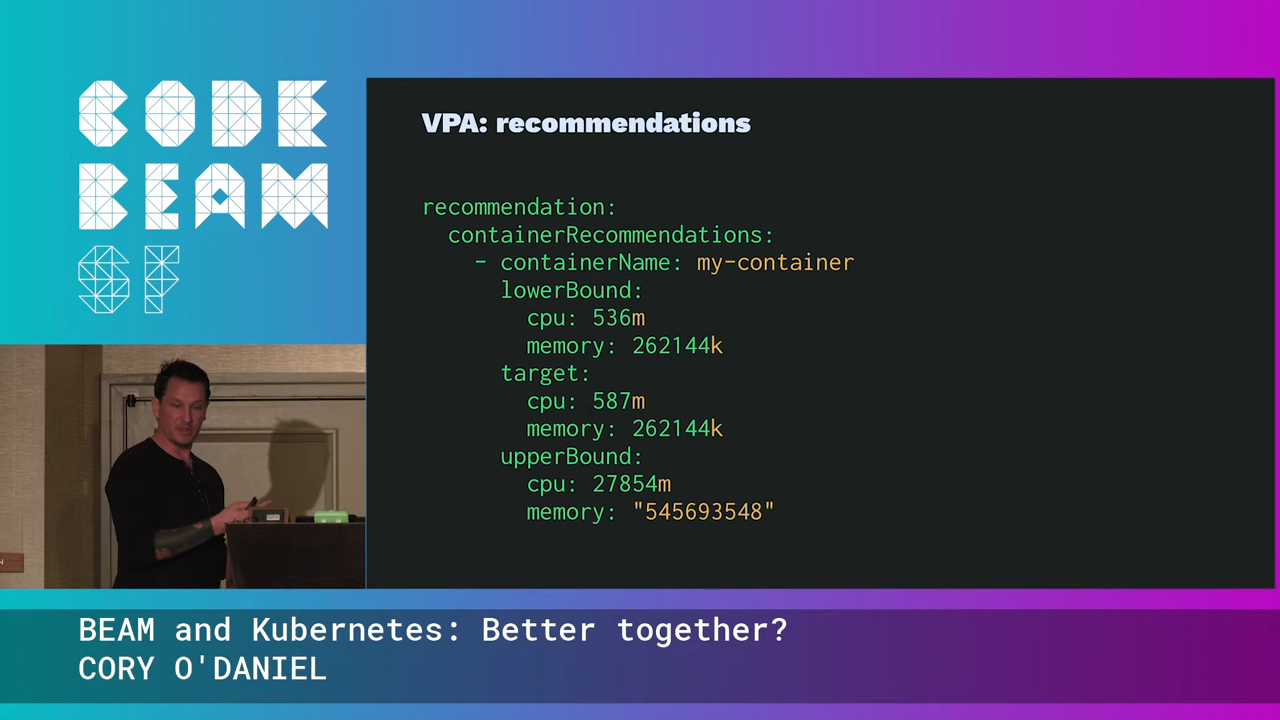 CODE
BEAM
SF
VPA: recommendations
recommendation:
containerRecommendations:
- containerName: my-container
lowerBound:
cpu: 536m
memory: 262144k
target:
cpu: 587m
memory: 262144k
upperBound:
cpu: 27854m
memory: "545693548"
BEAM and Kubernetes: Better together?
CORY O'DANIEL